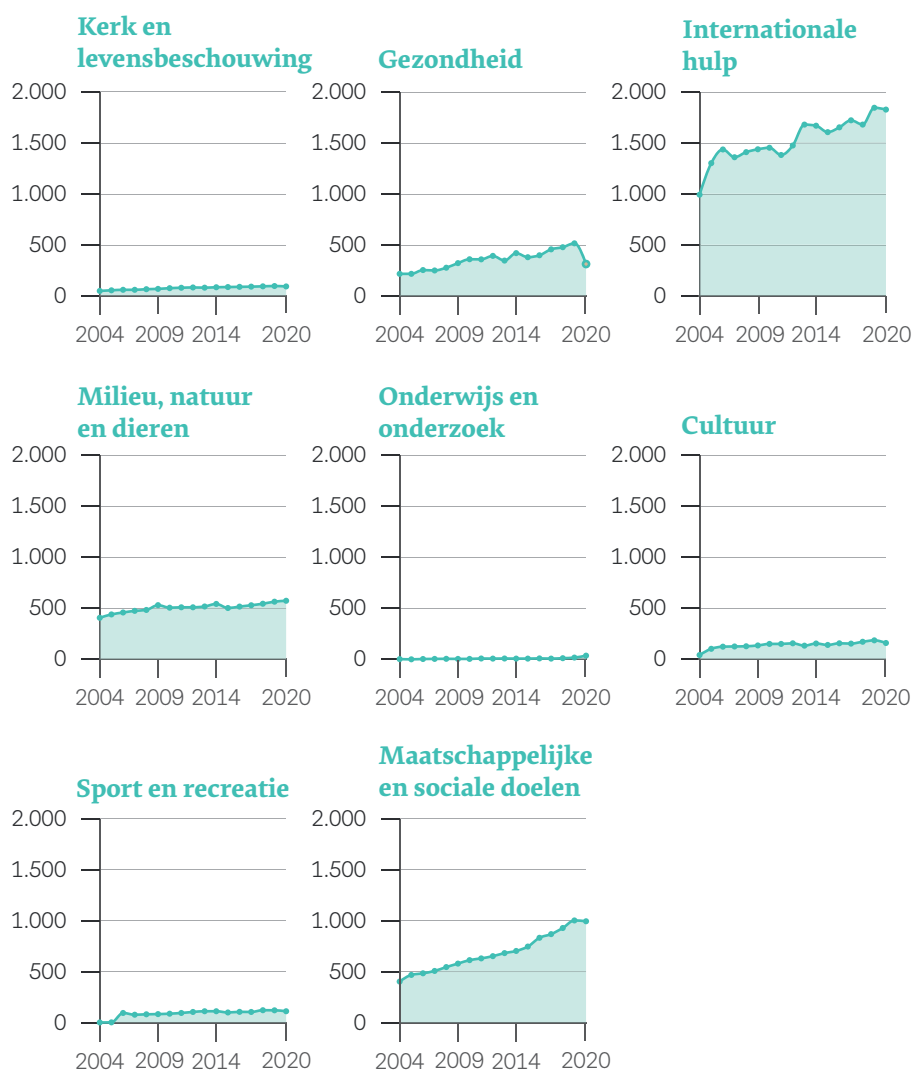 Kerk en
levensbeschouwing
2.000
1.500
1.000
500
0
2004 2009 2014 2020
Gezondheid
2.000
1.500
1.000
500
0
2004 2009 2014 2020
Internationale
hulp
2.000
1.500
1.000
500
0
2004 2009 2014 2020
Milieu, natuur
en dieren
2.000
1.500
1.000
500
0
2004 2009 2014 2020
Onderwijs en
onderzoek
2.000
1.500
1.000
500
0
2004 2009 2014 2020
Cultuur
2.000
1.500
1.000
500
0
2004 2009 2014 2020
Sport en recreatie
2.000
1.500
1.000
500
0
2004 2009 2014 2020
Maatschappelijke
en sociale doelen
2.000
1.500
1.000
500
0
2004 2009 2014 2020